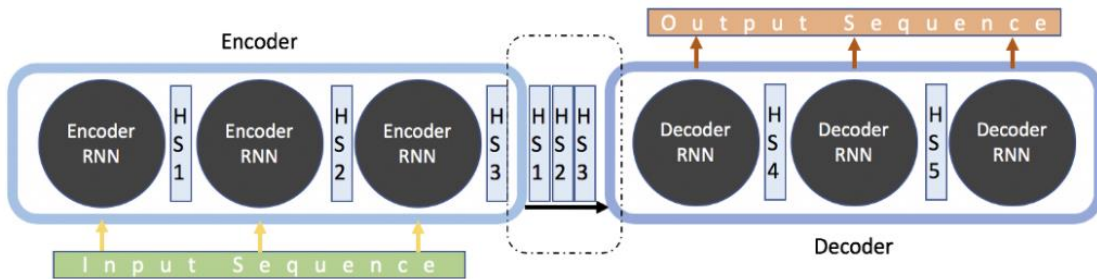 Output Sequence
Encoder
Encoder RNN
HS1
Encoder RNN
HS2
Encoder RNN
HS3
HS1
HS2
HS3
Decoder RNN
HS4
Decoder RNN
HS5
Decoder RNN
Decoder
Input Sequence